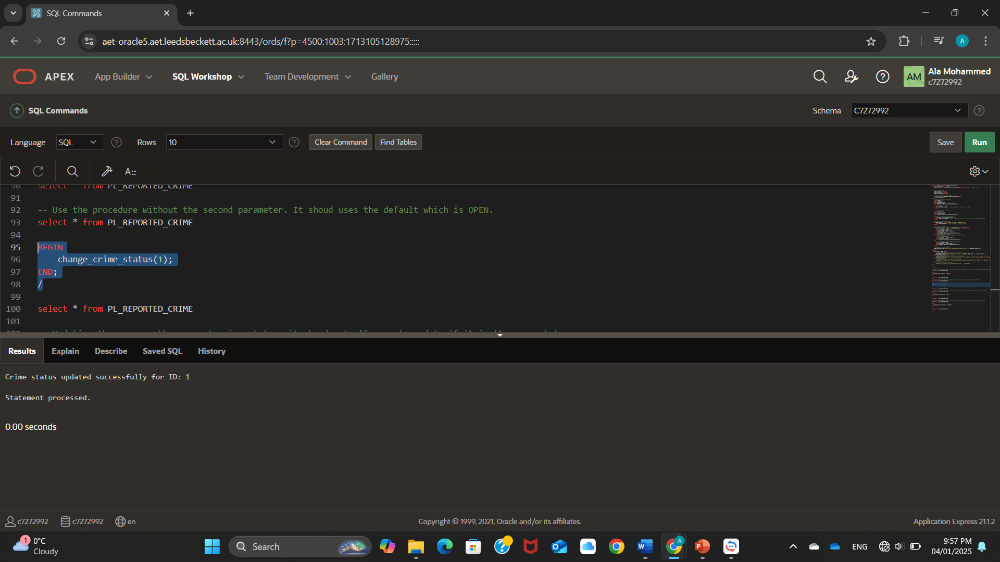 SQL Commands
aet-oracle5.aet.leedsbeckett.ac.uk:8443/ords/f?p=4500:1003:1713105128975:::::
A
APEX
App Builder
SQL Workshop
Team Development
Gallery
AM
Ala Mohammed
c7272992
SQL Commands
Schema
C7272992
Language
SQL
Rows
10
Clear Command
Find Tables
Save
Run
A::
90 select * from PL_REPORTED_CRIME
91
92 -- Use the procedure without the second parameter. It shoud uses the default which is OPEN.
93 select * from PL_REPORTED_CRIME
94
95 BEGIN
96 change_crime_status(1);
97 END;
98 /
99
100 select * from PL_REPORTED_CRIME
101
Results
Explain
Describe
Saved SQL
History
Crime status updated successfully for ID: 1
Statement processed.
0.00 seconds
c7272992
c7272992
en
Copyright © 1999, 2021, Oracle and/or its affiliates.
Application Express 21.1.2
1
0°C
Cloudy
Search
A
ENG
9:57 PM
04/01/2025